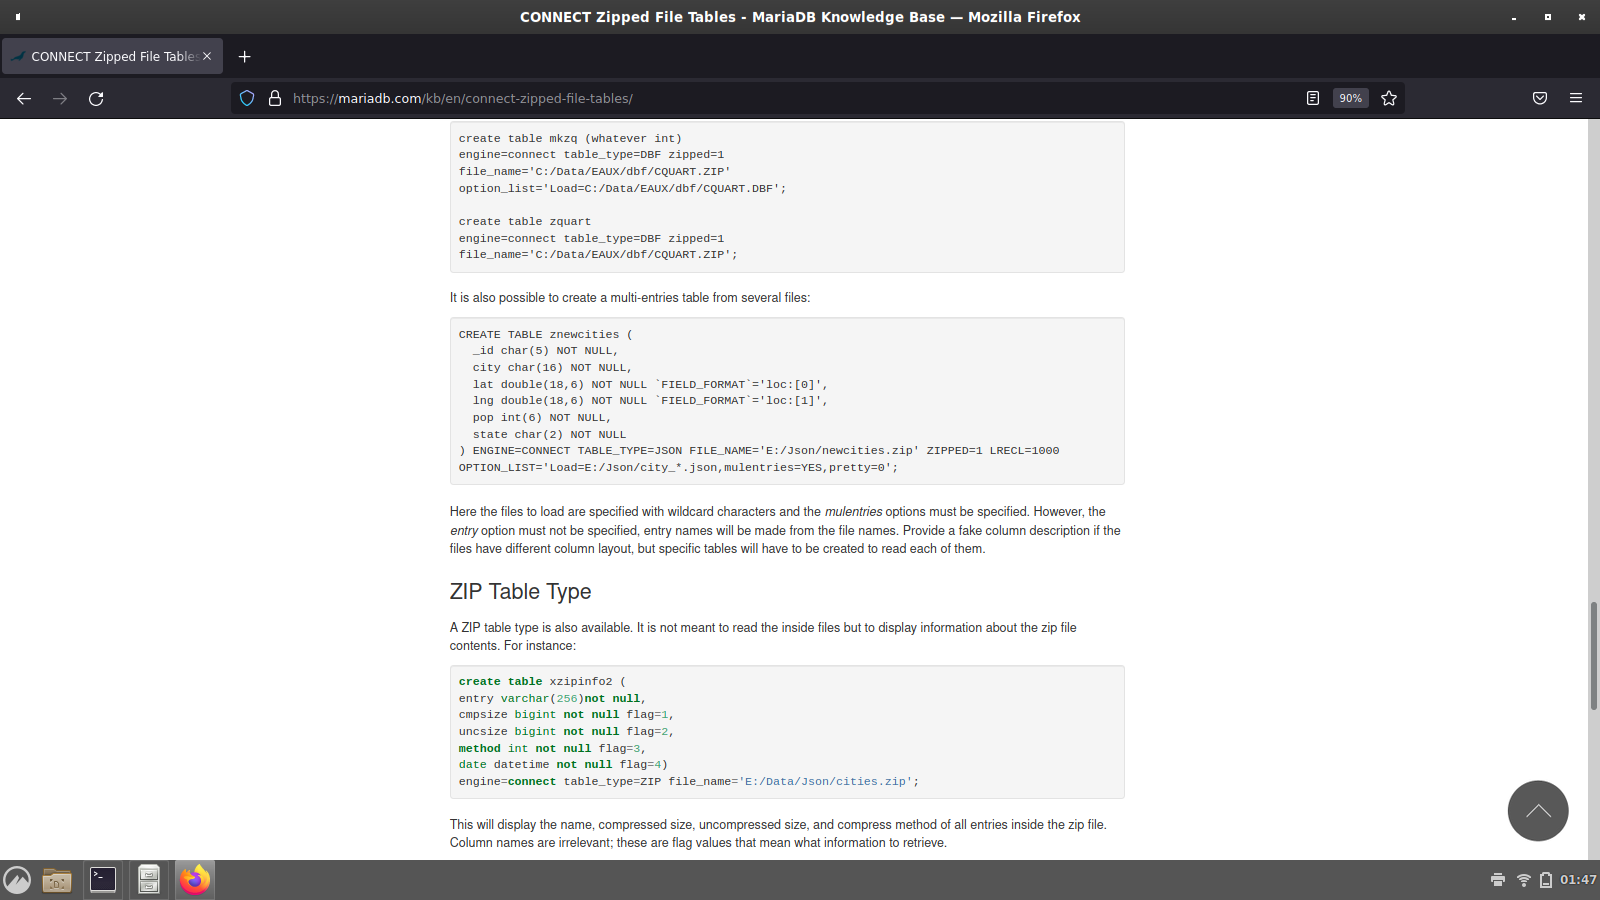 CONNECT Zipped File Tables - MariaDB Knowledge Base — Mozilla Firefox
CONNECT Zipped File Tables
https://mariadb.com/kb/en/connect-zipped-file-tables/
90%
create table mkzq (whatever int)
engine=connect table_type=DBF zipped=1
file_name='C:/Data/EAUX/dbf/CQUART.ZIP'
option_list='Load=C:/Data/EAUX/dbf/CQUART.DBF';
create table zquart
engine=connect table_type=DBF zipped=1
file_name='C:/Data/EAUX/dbf/CQUART.ZIP';
It is also possible to create a multi-entries table from several files:
CREATE TABLE znewcities (
  _id char(5) NOT NULL,
  city char(16) NOT NULL,
  lat double(18,6) NOT NULL `FIELD_FORMAT`='loc:[0]',
  lng double(18,6) NOT NULL `FIELD_FORMAT`='loc:[1]',
  pop int(6) NOT NULL,
  state char(2) NOT NULL
) ENGINE=CONNECT TABLE_TYPE=JSON FILE_NAME='E:/Json/newcities.zip' ZIPPED=1 LRECL=1000
OPTION_LIST='Load=E:/Json/city_*.json,mulentries=YES,pretty=0';
Here the files to load are specified with wildcard characters and the mulentries options must be specified. However, the
entry option must not be specified, entry names will be made from the file names. Provide a fake column description if the
files have different column layout, but specific tables will have to be created to read each of them.
ZIP Table Type
A ZIP table type is also available. It is not meant to read the inside files but to display information about the zip file
contents. For instance:
create table xzipinfo2 (
entry varchar(256)not null,
cmpsize bigint not null flag=1,
uncsize bigint not null flag=2,
method int not null flag=3,
date datetime not null flag=4)
engine=connect table_type=ZIP file_name='E:/Data/Json/cities.zip';
This will display the name, compressed size, uncompressed size, and compress method of all entries inside the zip file.
Column names are irrelevant; these are flag values that mean what information to retrieve.
01:47